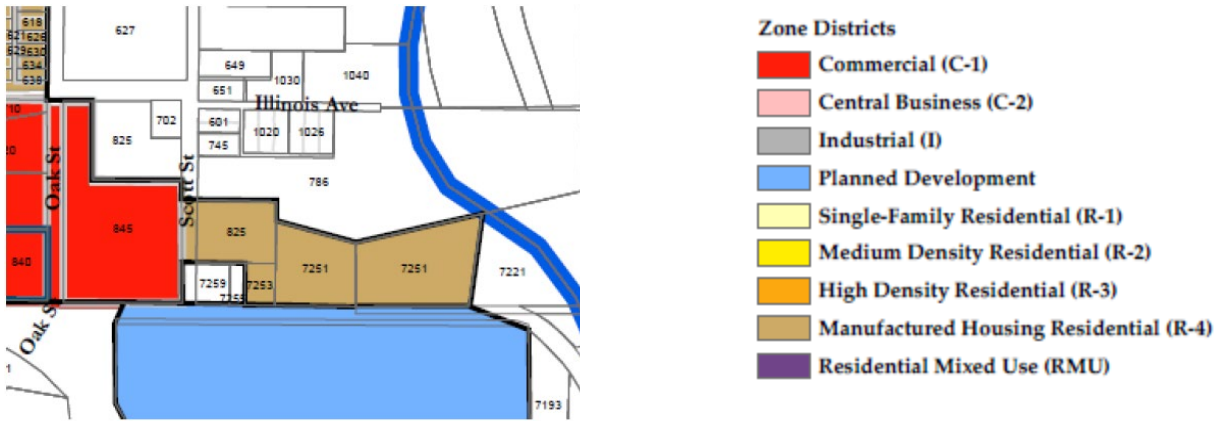 618
627
621 626
629 630
634
638
649
1030
1040
651
Illinois Ave
10
702
601
825
1020
1026
745
20
Oak St
Scott St
786
845
825
840
7251
7251
7221
7259
7253
Oak St
7193
Zone Districts
Commercial (C-1)
Central Business (C-2)
Industrial (I)
Planned Development
Single-Family Residential (R-1)
Medium Density Residential (R-2)
High Density Residential (R-3)
Manufactured Housing Residential (R-4)
Residential Mixed Use (RMU)